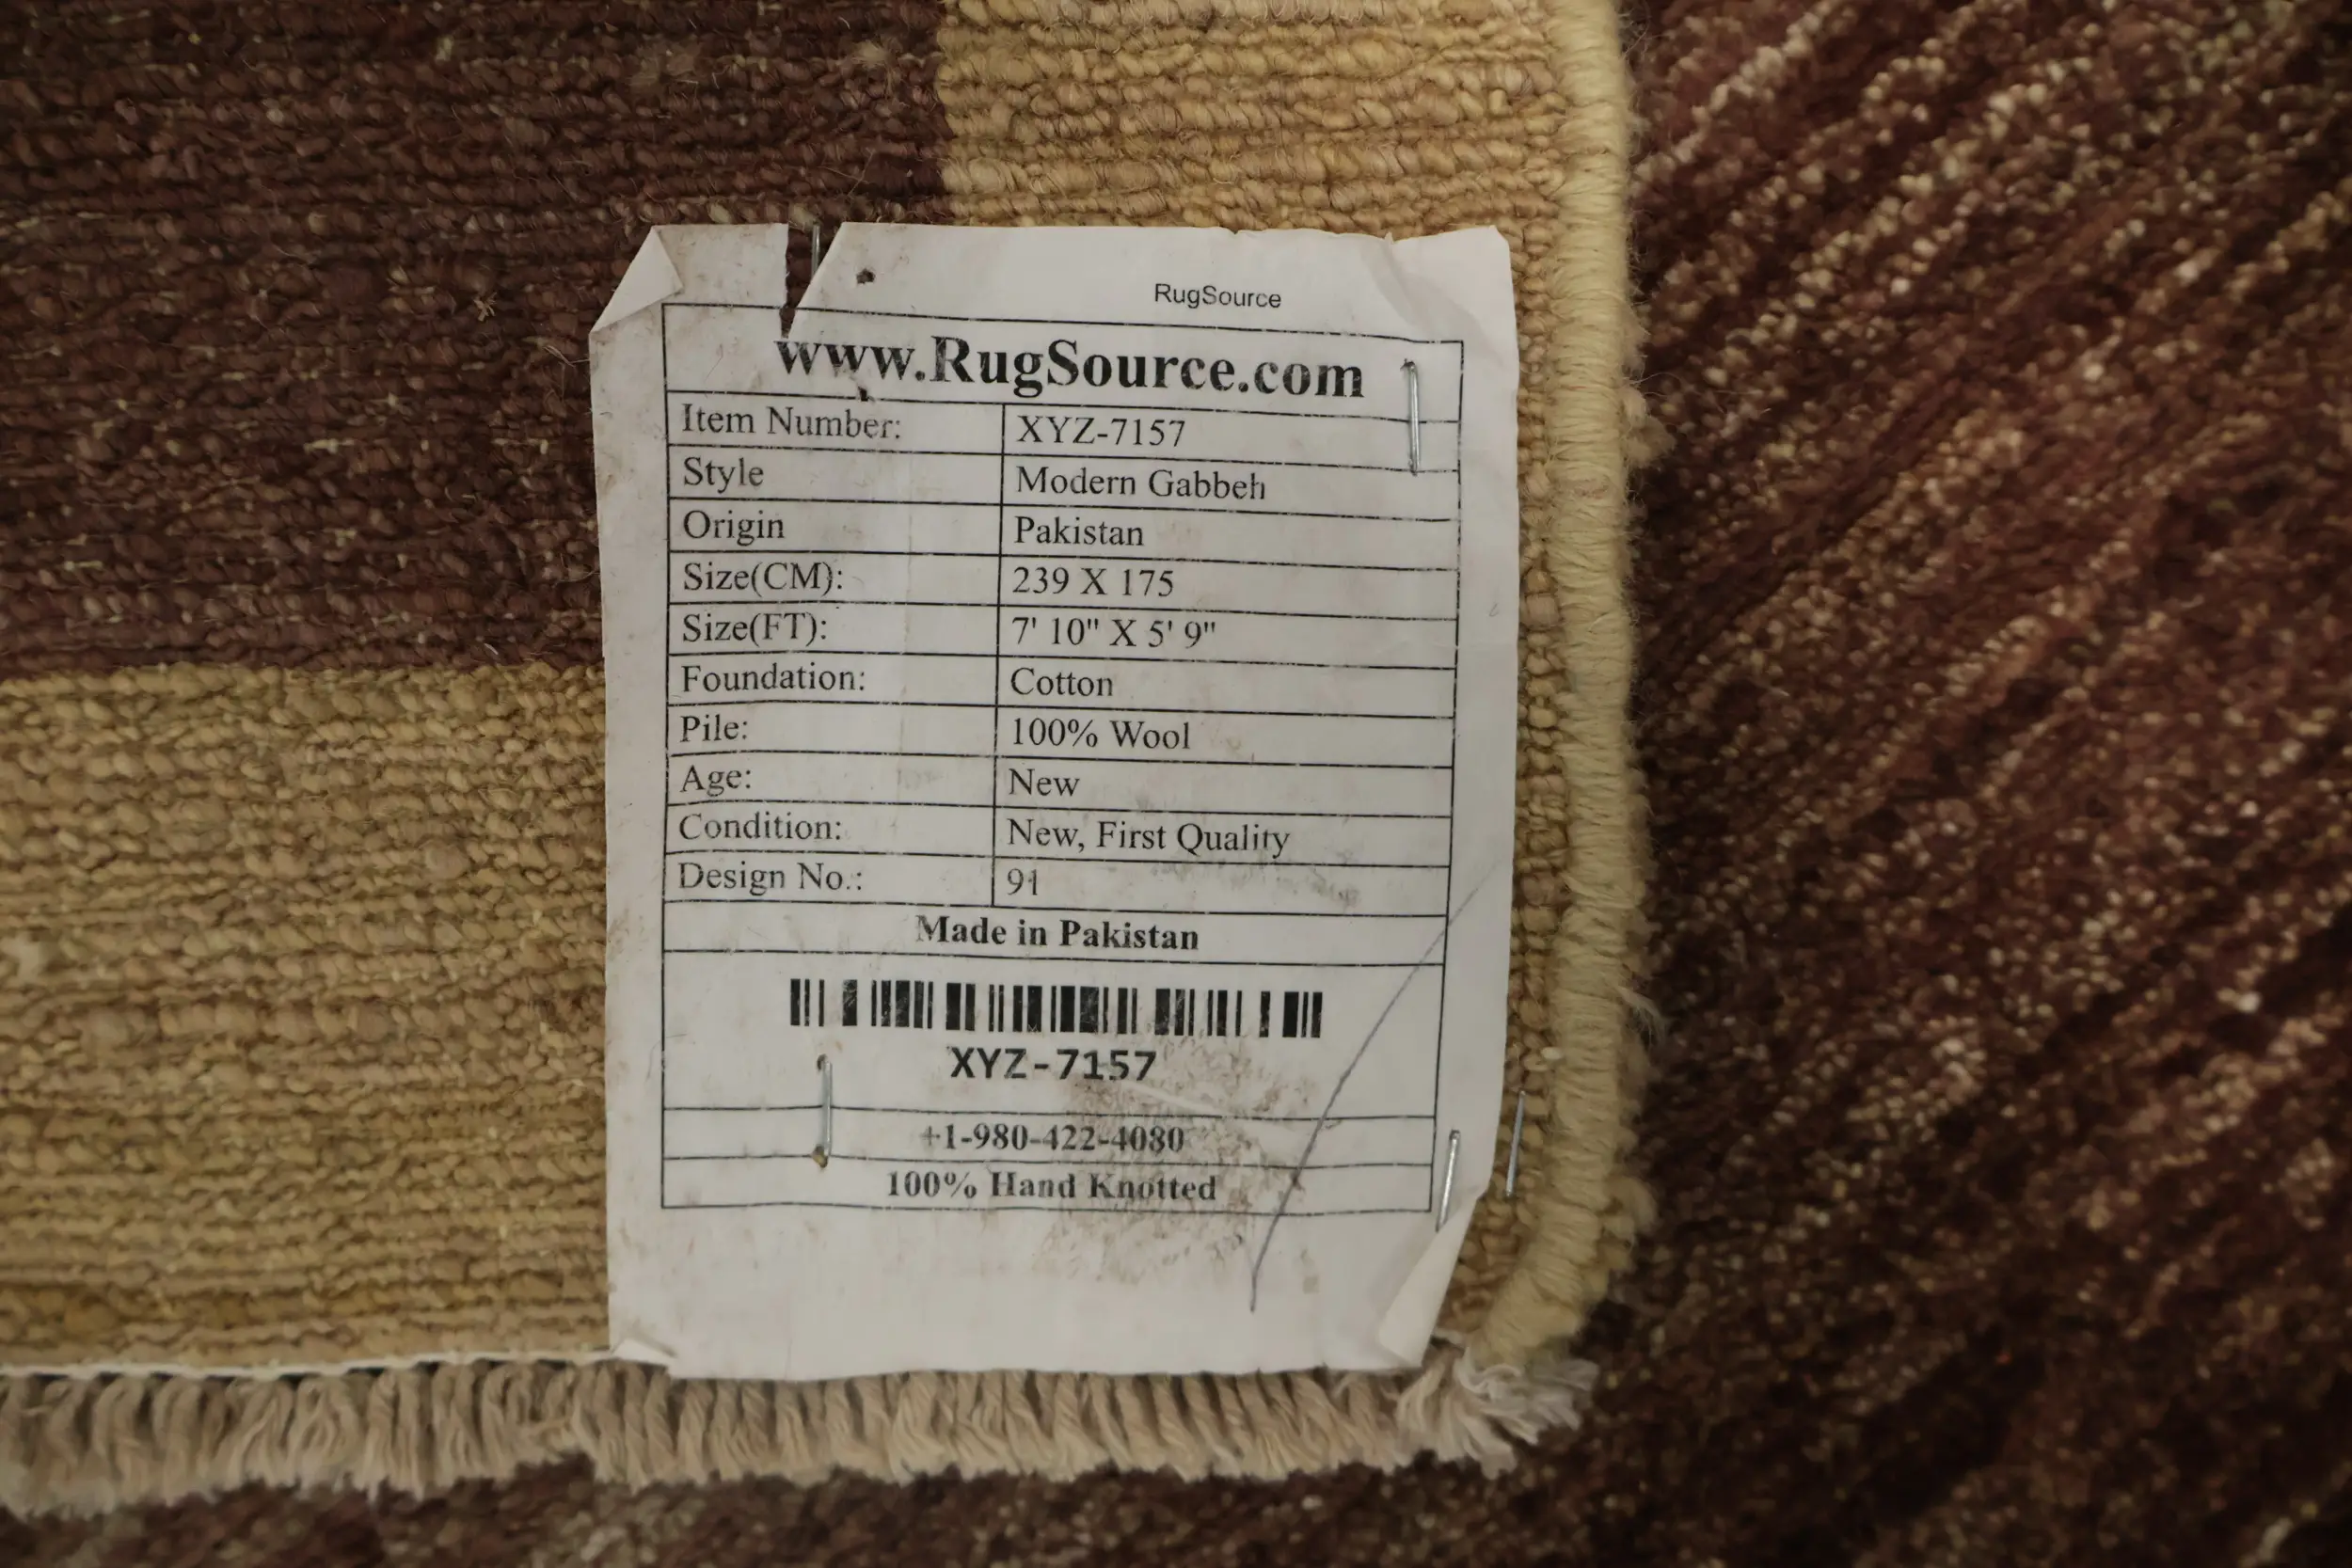 RugSource
www.RugSource.com
Item Number: XYZ-7157
Style Modern Gabbeh
Origin Pakistan
Size(CM): 239 X 175
Size(FT): 7' 10" X 5' 9"
Foundation: Cotton
Pile: 100% Wool
Age: New
Condition: New, First Quality
Design No.: 91
Made in Pakistan
XYZ-7157
+1-980-422-4080
100% Hand Knotted